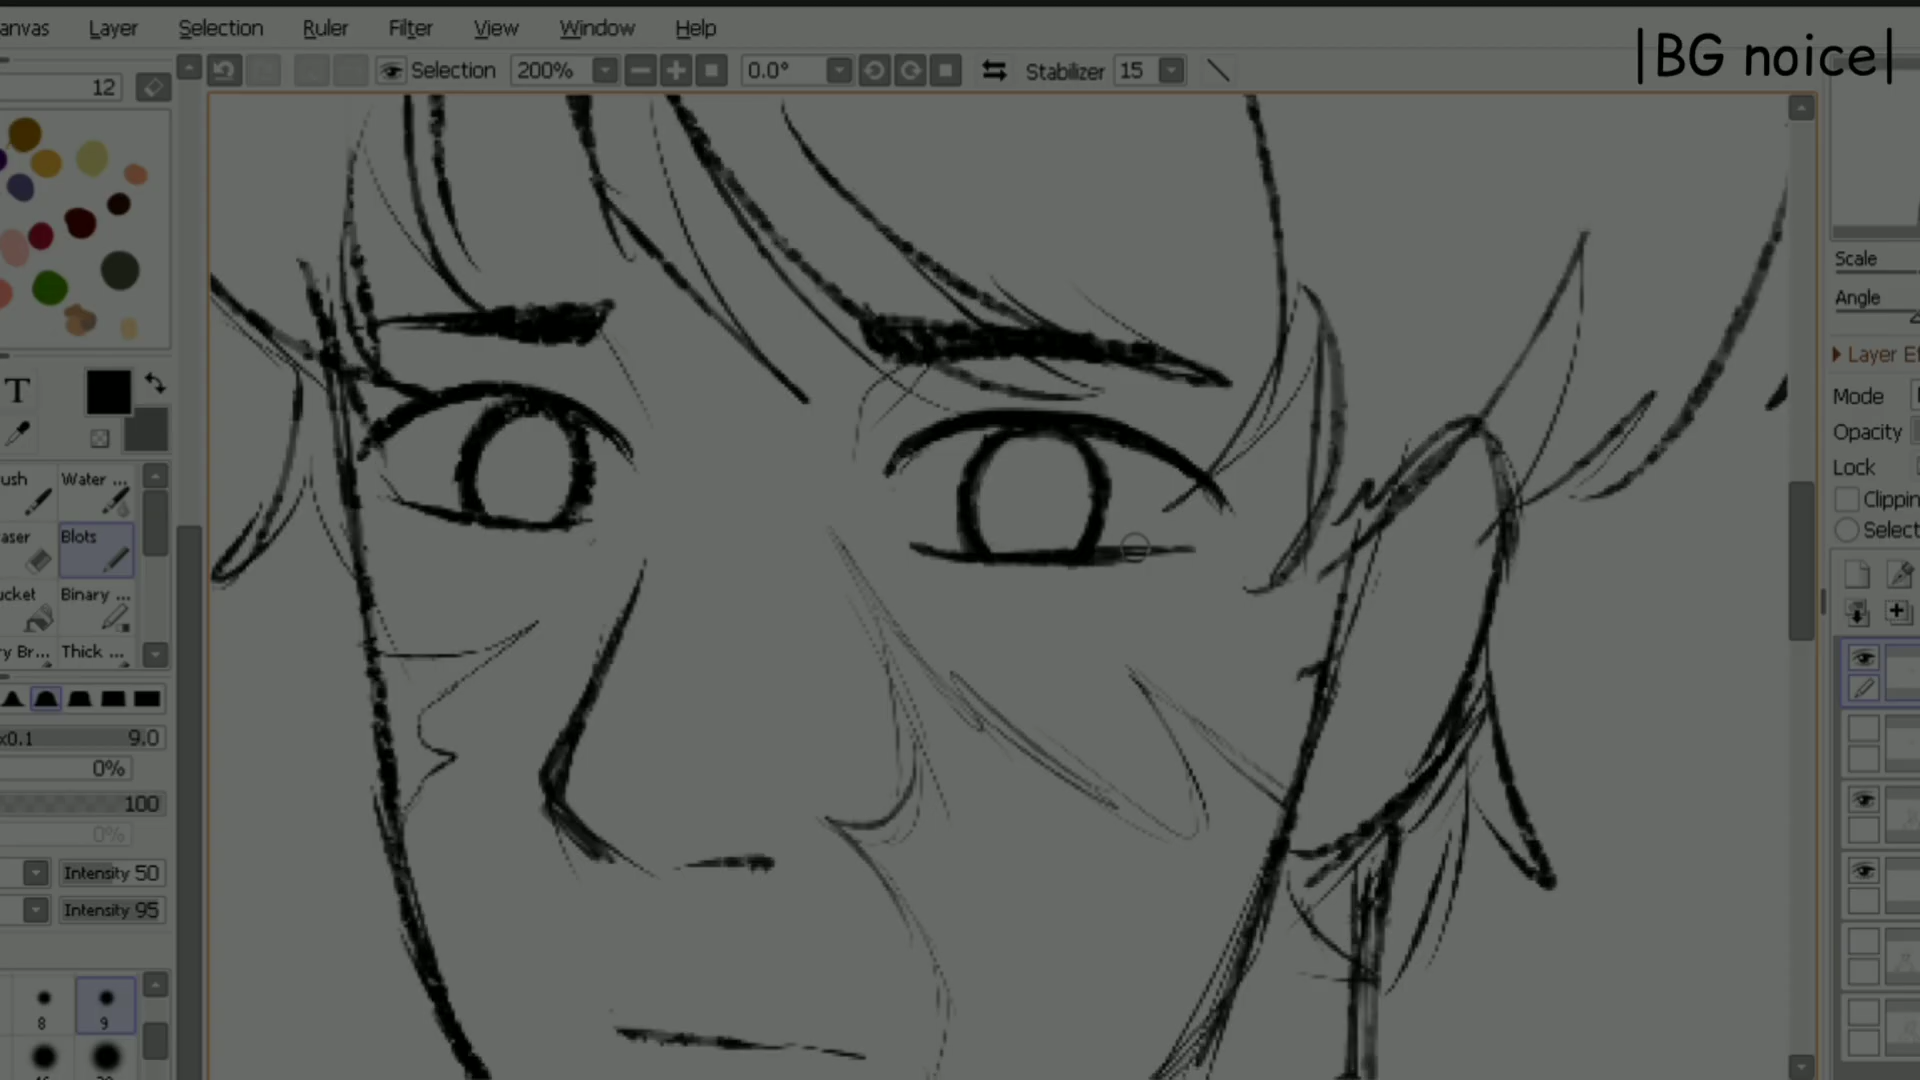 anvas Layer Selection Ruler Filter View Window Help
|BG noice|
12
Selection 200% 0.0° Stabilizer 15
Scale
Angle
Layer Ef
Mode
Opacity
Lock
Clippin
Select
T
ush Water ...
aser Blots
ucket Binary ...
ry Br... Thick ...
x0.1 9.0
0%
100
0%
Intensity 50
Intensity 95
8 9